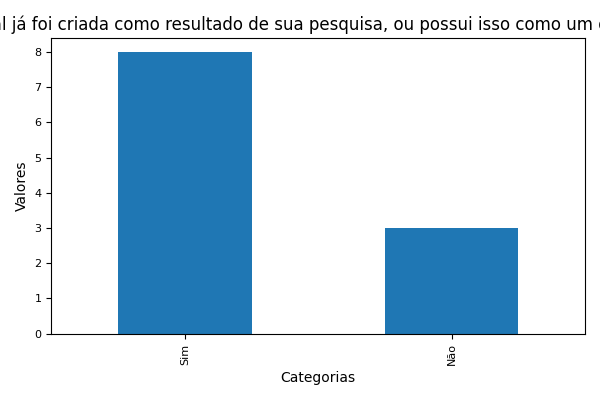 já foi criada como resultado de sua pesquisa, ou possui isso como um
8
7
6
5
4
3
2
1
0
Valores
Sim
Não
Categorias